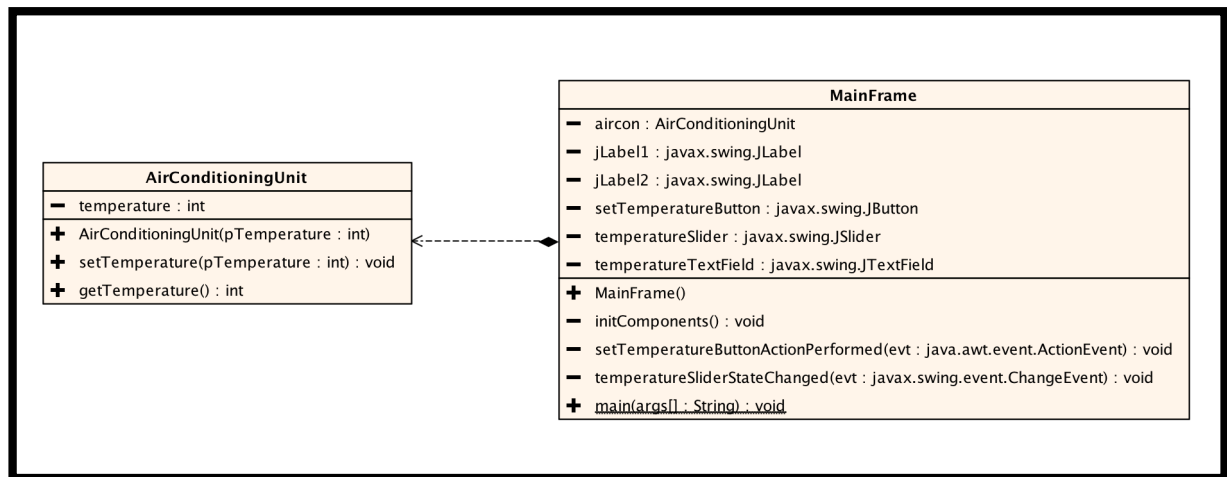 AirConditioningUnit
− temperature : int
+ AirConditioningUnit(pTemperature : int)
+ setTemperature(pTemperature : int) : void
+ getTemperature() : int
MainFrame
− aircon : AirConditioningUnit
− jLabel1 : javax.swing.JLabel
− jLabel2 : javax.swing.JLabel
− setTemperatureButton : javax.swing.JButton
− temperatureSlider : javax.swing.JSlider
− temperatureTextField : javax.swing.JTextField
+ MainFrame()
− initComponents() : void
− setTemperatureButtonActionPerformed(evt : java.awt.event.ActionEvent) : void
− temperatureSliderStateChanged(evt : javax.swing.event.ChangeEvent) : void
+ main(args[] : String) : void